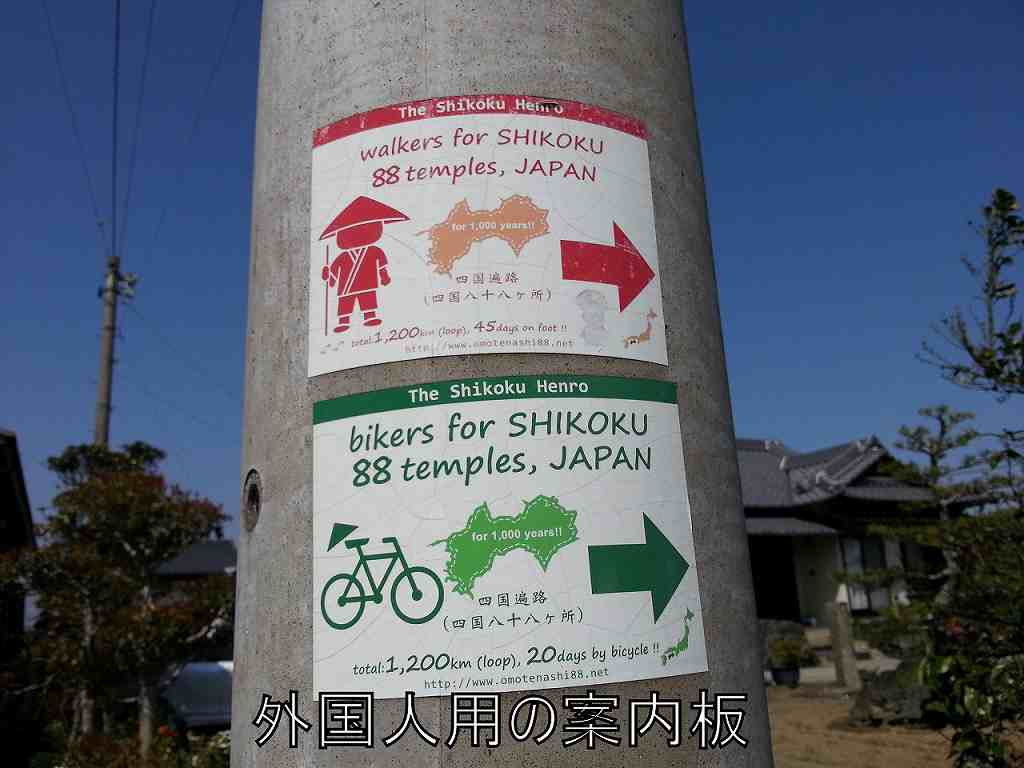 The Shikoku Henro
walkers for SHIKOKU
88 temples, JAPAN
for 1,000 years!!
四国遍路
(四国八十八ヶ所)
total:1,200km (loop), 45days on foot !!
http://www.omotenashi88.net
The Shikoku Henro
bikers for SHIKOKU
88 temples, JAPAN
for 1,000 years!!
四国遍路
(四国八十八ヶ所)
total:1,200km (loop), 20days by bicycle !!
http://www.omotenashi88.net
外国人用の案内板